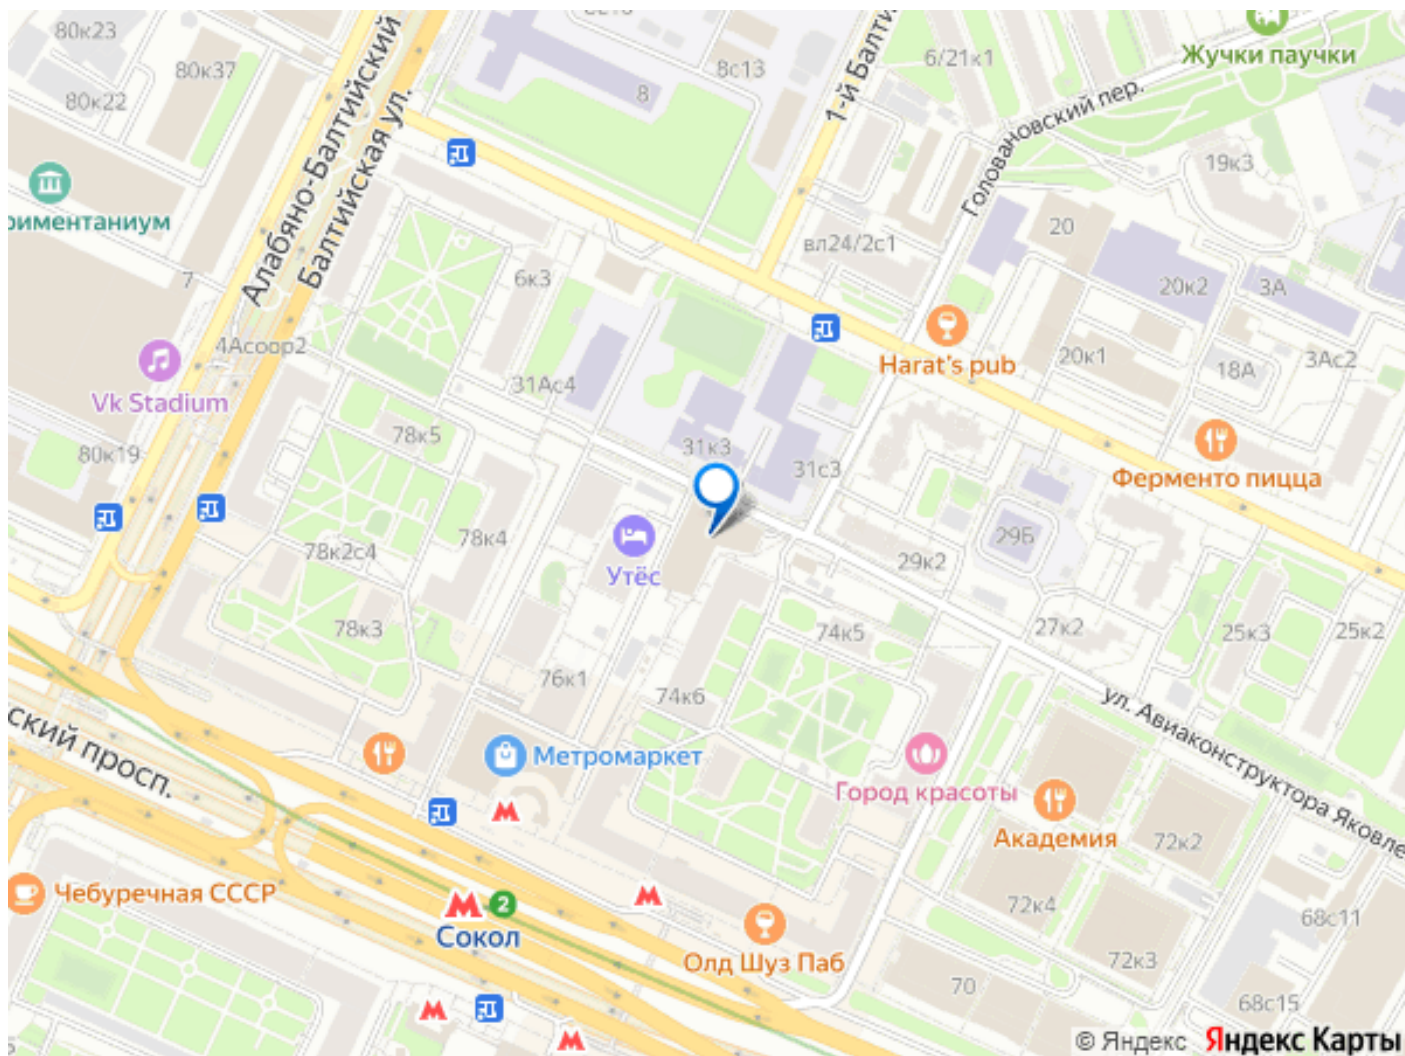 80к23
80к37
80к22
8
8с13
6/21к1
1-й Балти
Жучки паучки
Головановский пер.
Алабяно-Балтийский
Балтийская ул.
19к3
риментаниум
7
6к3
вл24/2с1
20
20к2
3А
4Асоор2
Vk Stadium
31Ас4
Harat's pub
20к1
18А
3Ас2
80к19
78к5
31к3
31с3
Ферменто пицца
78к2с4
78к4
Утёс
29к2
29Б
78к3
74к5
27к2
25к3
25к2
76к1
74к6
ский просп.
Метромаркет
ул. Авиаконструктора Яковле
Город красоты
Академия
72к2
Чебуречная СССР
2
Сокол
72к4
68с11
Олд Шуз Паб
72к3
70
68с15
© Яндекс Яндекс Карты